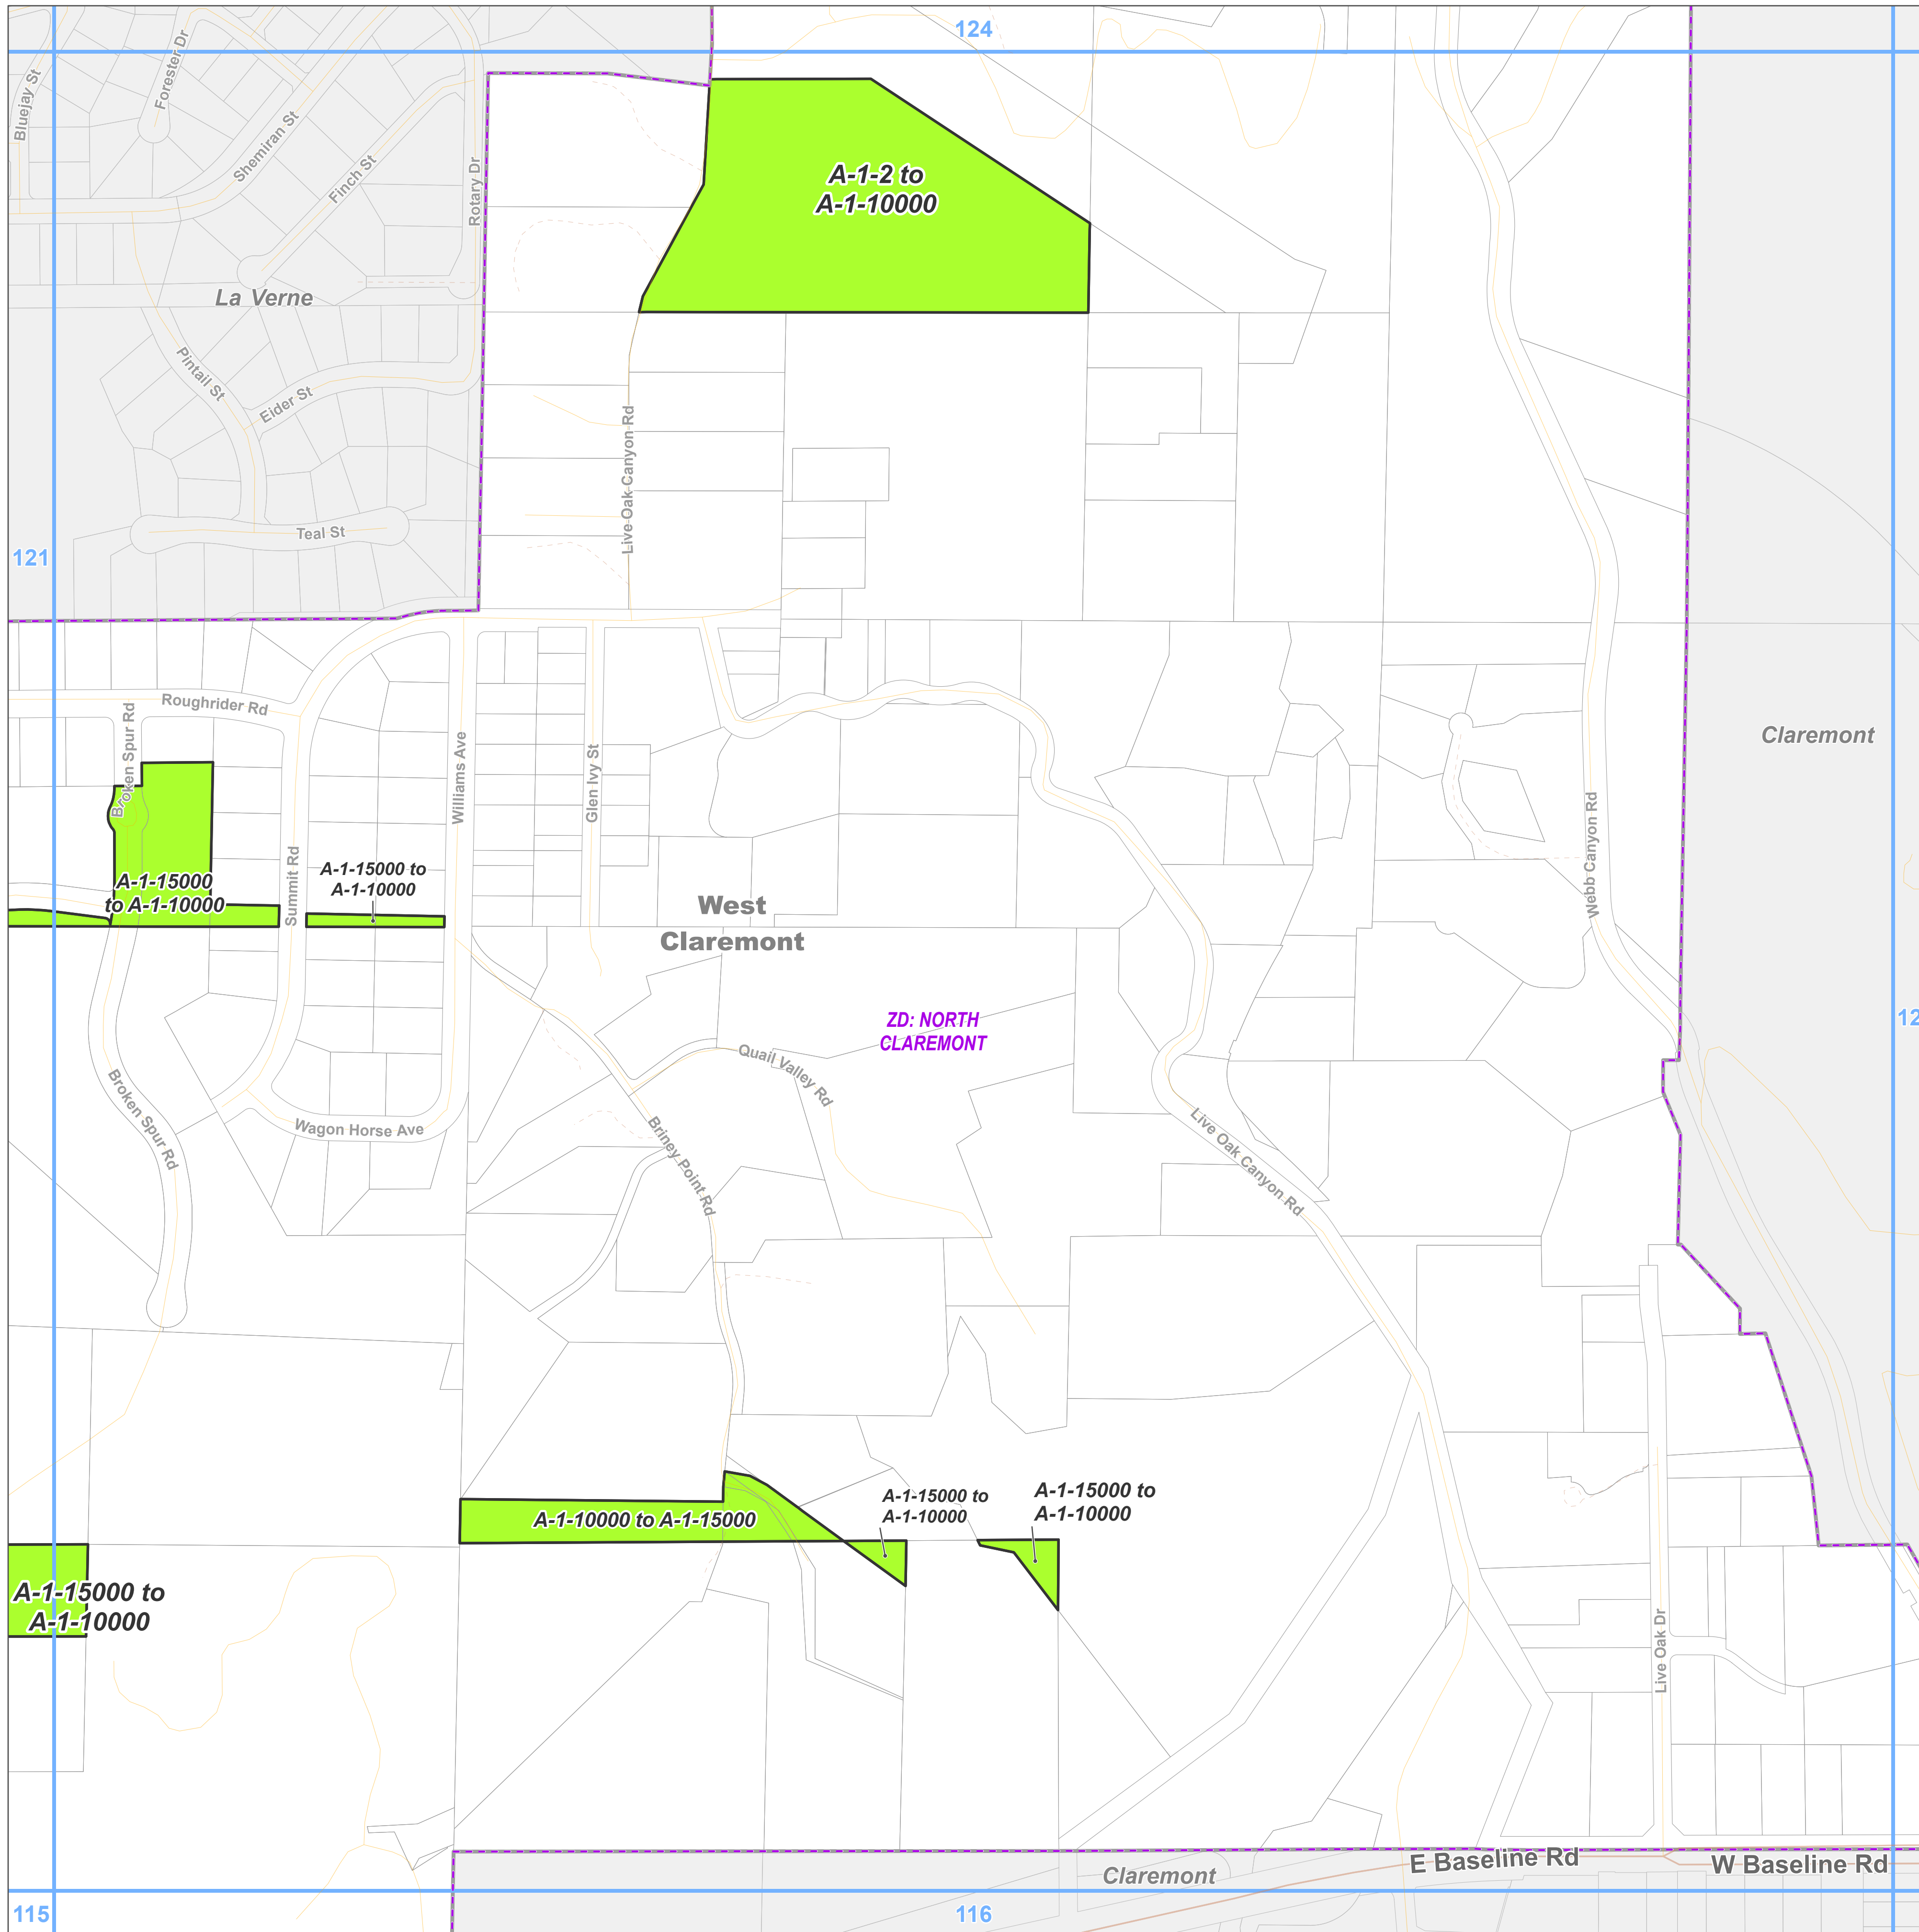 124
Forester Dr
Bluejay St
Shemiran St
Finch St
Rotary Dr
A-1-2 to
A-1-10000
La Verne
Pintail St
Eider St
Live Oak Canyon Rd
Teal St
121
Roughrider Rd
Broken Spur Rd
Williams Ave
Glen Ivy St
Claremont
Webb Canyon Rd
Summit Rd
A-1-15000 to
A-1-10000
A-1-15000
to A-1-10000
West
Claremont
ZD: NORTH
CLAREMONT
12
Quail Valley Rd
Broken Spur Rd
Wagon Horse Ave
Briney Point Rd
Live Oak Canyon Rd
A-1-10000 to A-1-15000
A-1-15000 to
A-1-10000
A-1-15000 to
A-1-10000
A-1-15000 to
A-1-10000
Live Oak Dr
E Baseline Rd
W Baseline Rd
Claremont
115
116